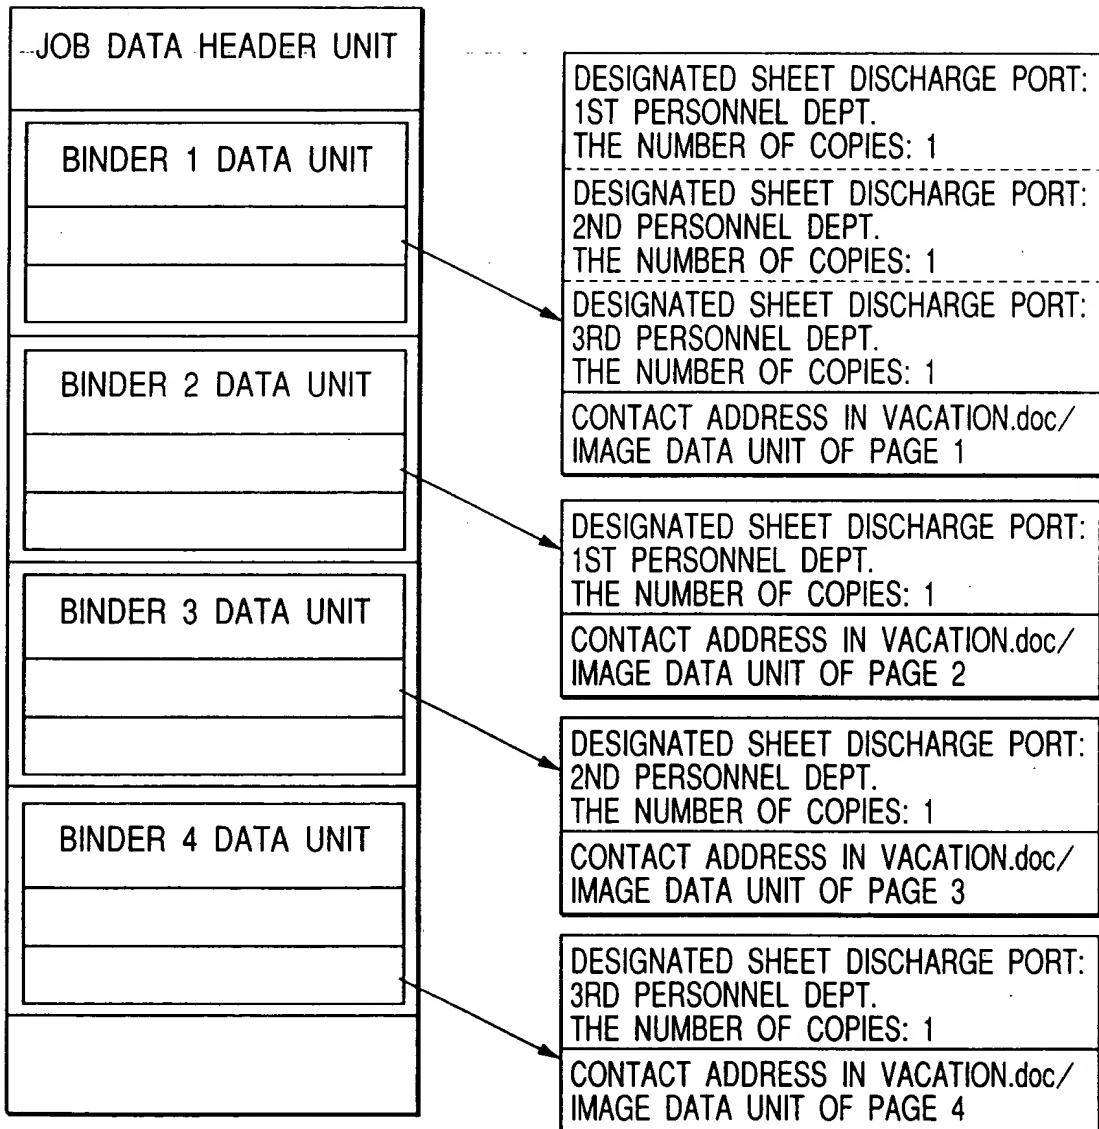 JOB DATA HEADER UNIT
BINDER 1 DATA UNIT
BINDER 2 DATA UNIT
BINDER 3 DATA UNIT
BINDER 4 DATA UNIT
DESIGNATED SHEET DISCHARGE PORT:
1ST PERSONNEL DEPT.
THE NUMBER OF COPIES: 1
DESIGNATED SHEET DISCHARGE PORT:
2ND PERSONNEL DEPT.
THE NUMBER OF COPIES: 1
DESIGNATED SHEET DISCHARGE PORT:
3RD PERSONNEL DEPT.
THE NUMBER OF COPIES: 1
CONTACT ADDRESS IN VACATION.doc/
IMAGE DATA UNIT OF PAGE 1
DESIGNATED SHEET DISCHARGE PORT:
1ST PERSONNEL DEPT.
THE NUMBER OF COPIES: 1
CONTACT ADDRESS IN VACATION.doc/
IMAGE DATA UNIT OF PAGE 2
DESIGNATED SHEET DISCHARGE PORT:
2ND PERSONNEL DEPT.
THE NUMBER OF COPIES: 1
CONTACT ADDRESS IN VACATION.doc/
IMAGE DATA UNIT OF PAGE 3
DESIGNATED SHEET DISCHARGE PORT:
3RD PERSONNEL DEPT.
THE NUMBER OF COPIES: 1
CONTACT ADDRESS IN VACATION.doc/
IMAGE DATA UNIT OF PAGE 4